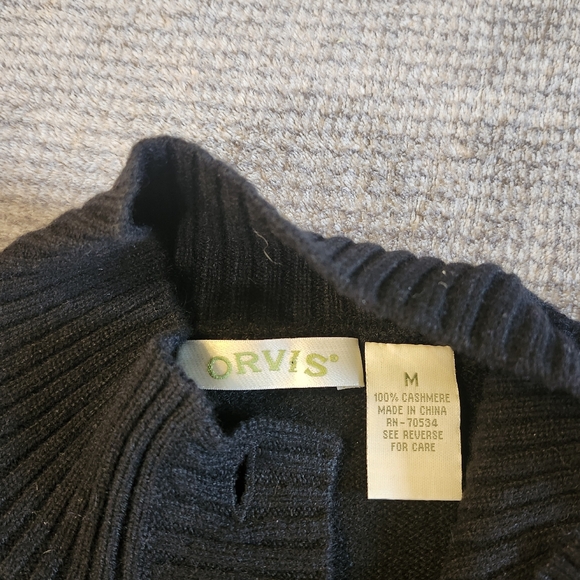 ORVIS®
M
100% CASHMERE
MADE IN CHINA
RN-70534
SEE REVERSE
FOR CARE